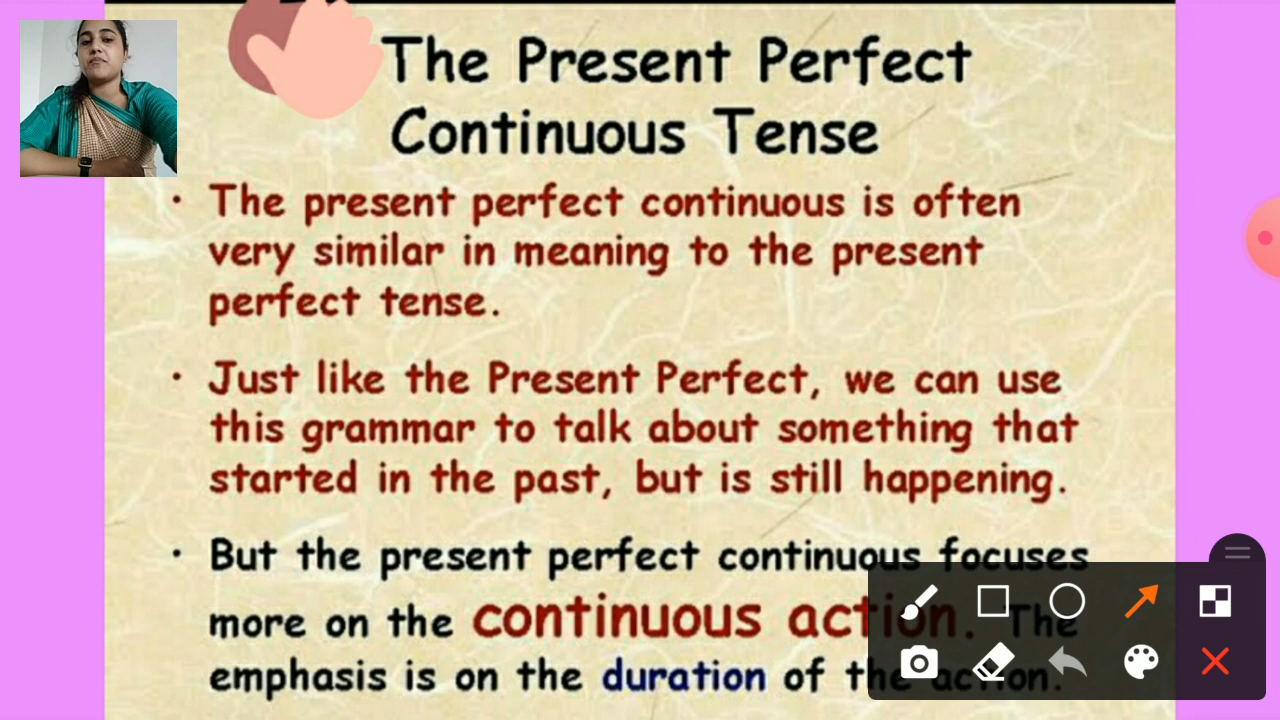 The Present Perfect
Continuous Tense
• The present perfect continuous is often
very similar in meaning to the present
perfect tense.
• Just like the Present Perfect, we can use
this grammar to talk about something that
started in the past, but is still happening.
• But the present perfect continuous focuses
more on the continuous action. The
emphasis is on the duration of the action.